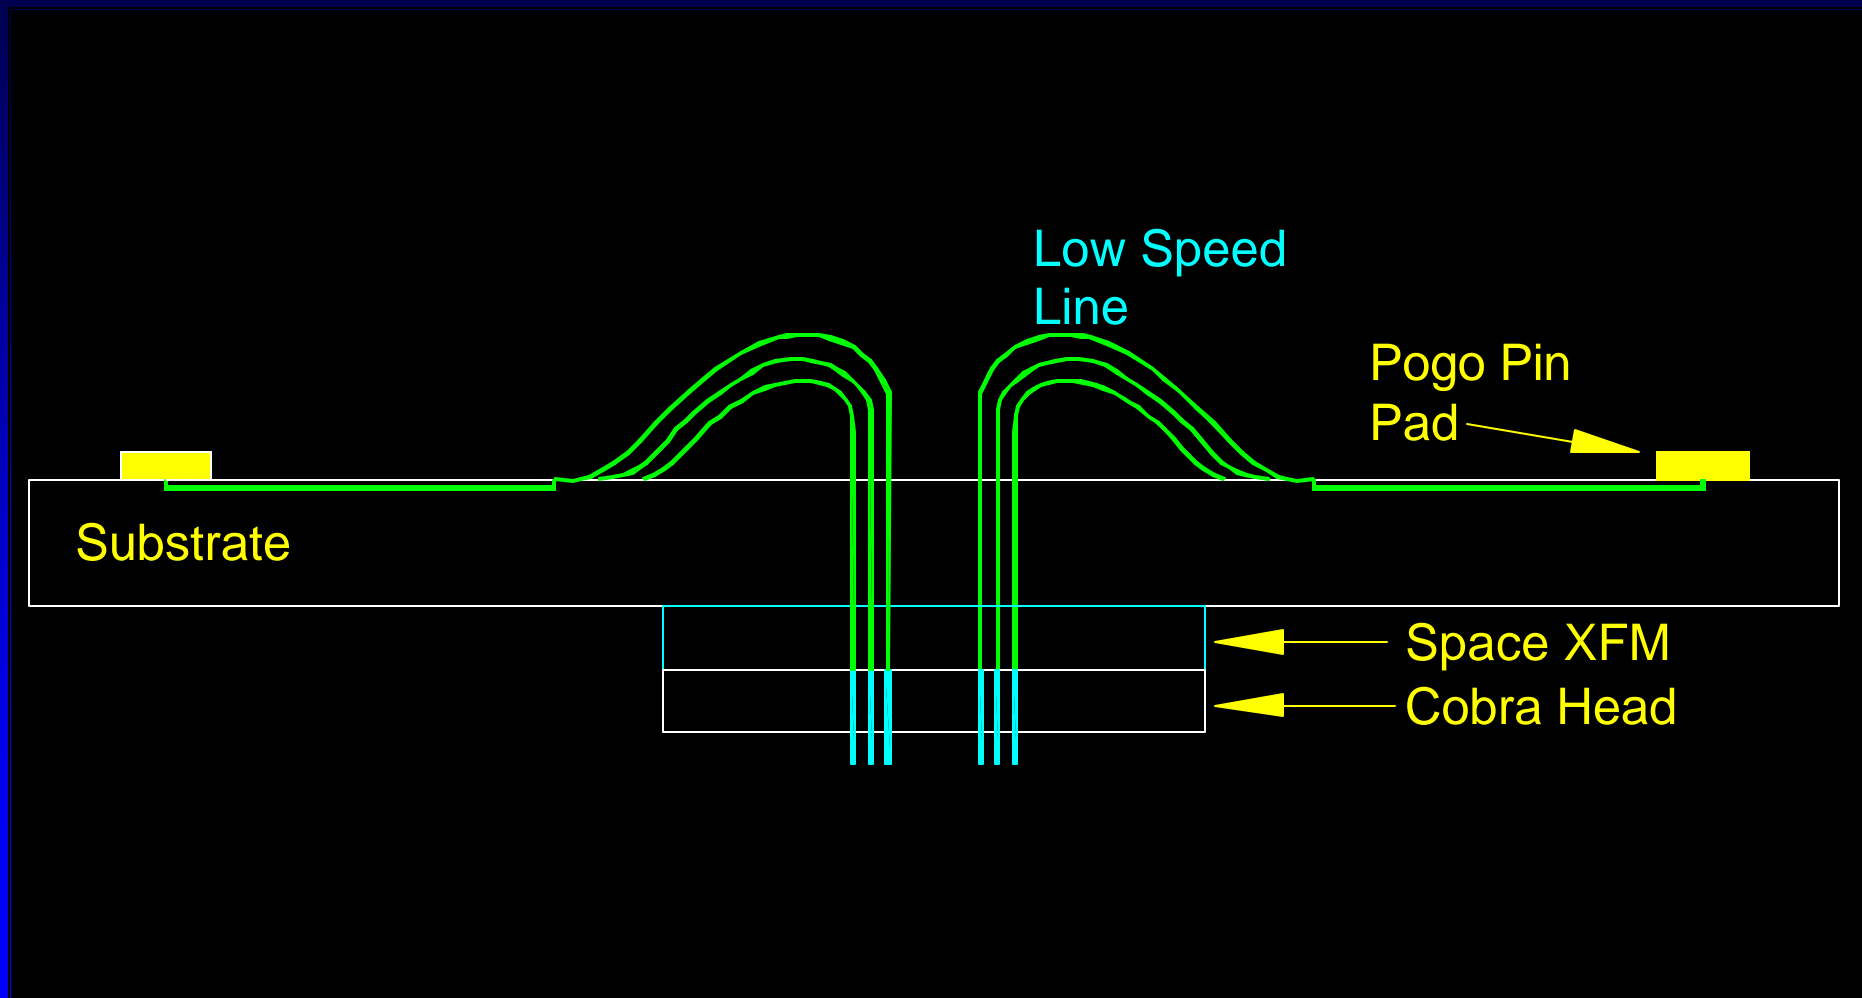 Low Speed
Line
Pogo Pin
Pad
Substrate
Space XFM
Cobra Head